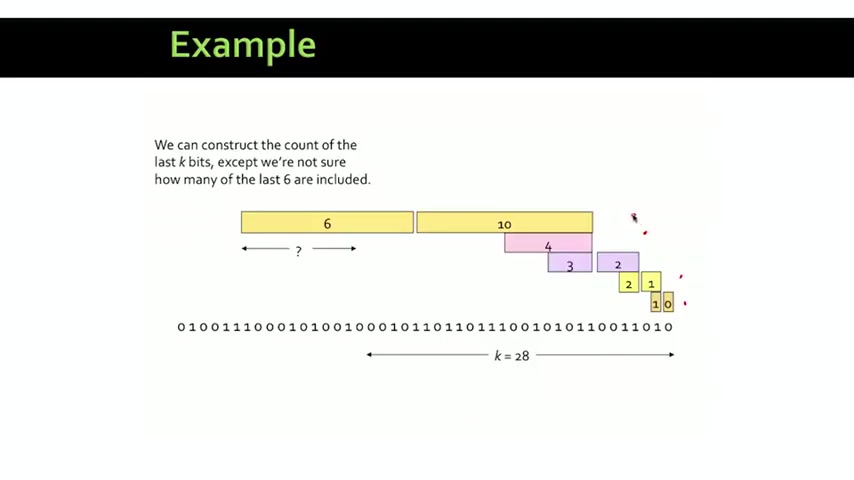 Example
We can construct the count of the
last k bits, except we're not sure
how many of the last 6 are included.
6 10
4
?
3 2
2 1
1 0
0 1 0 0 1 1 1 0 0 0 1 0 1 0 0 1 0 0 0 1 0 1 1 0 1 1 0 1 1 1 0 0 1 0 1 0 1 1 0 0 1 1 0 1 0
k = 28